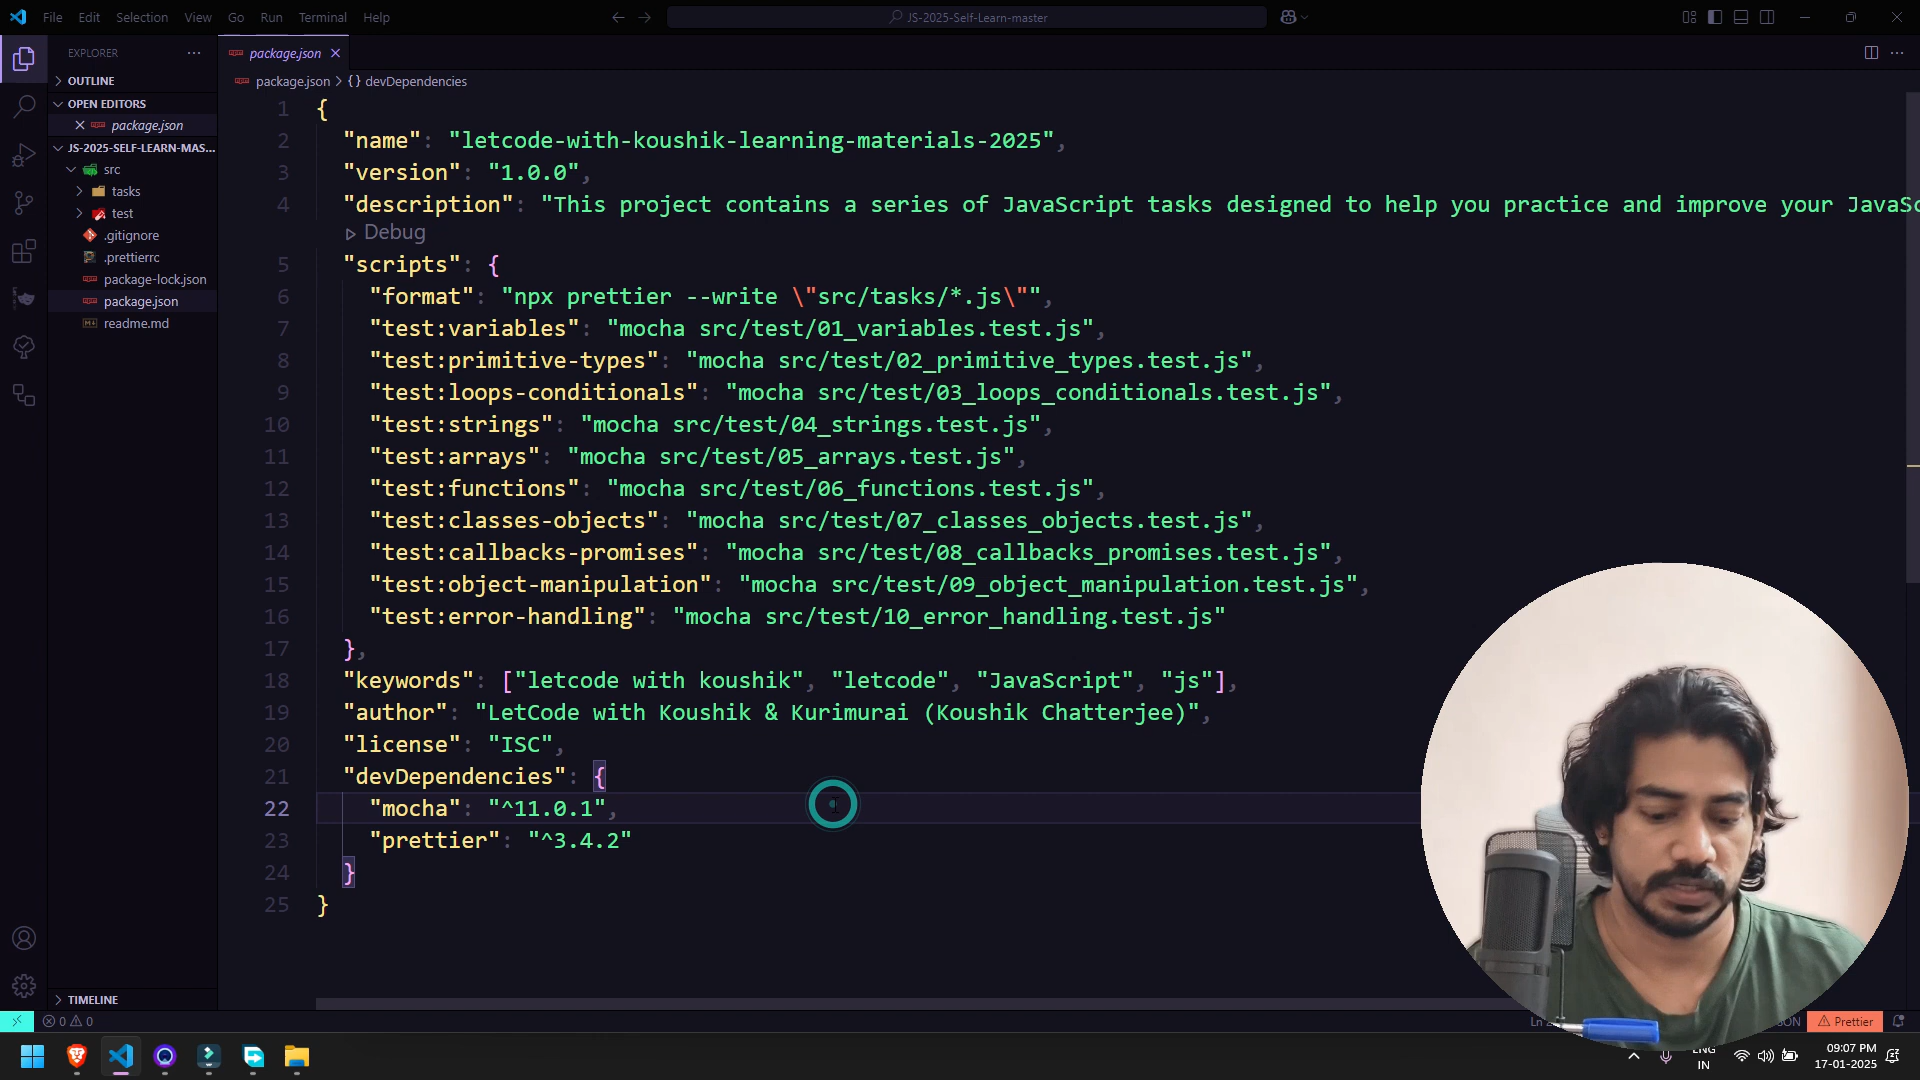 File Edit Selection View Go Run Terminal Help
JS-2025-Self-Learn-master
EXPLORER
OUTLINE
OPEN EDITORS
package.json
JS-2025-SELF-LEARN-MAS...
src
tasks
test
.gitignore
.prettierrc
package-lock.json
package.json
readme.md
TIMELINE
package.json
package.json > {} devDependencies
1 {
2 "name": "letcode-with-koushik-learning-materials-2025",
3 "version": "1.0.0",
4 "description": "This project contains a series of JavaScript tasks designed to help you practice and improve your JavaSc
Debug
5 "scripts": {
6 "format": "npx prettier --write \"src/tasks/*.js\"",
7 "test:variables": "mocha src/test/01_variables.test.js",
8 "test:primitive-types": "mocha src/test/02_primitive_types.test.js",
9 "test:loops-conditionals": "mocha src/test/03_loops_conditionals.test.js",
10 "test:strings": "mocha src/test/04_strings.test.js",
11 "test:arrays": "mocha src/test/05_arrays.test.js",
12 "test:functions": "mocha src/test/06_functions.test.js",
13 "test:classes-objects": "mocha src/test/07_classes_objects.test.js",
14 "test:callbacks-promises": "mocha src/test/08_callbacks_promises.test.js",
15 "test:object-manipulation": "mocha src/test/09_object_manipulation.test.js",
16 "test:error-handling": "mocha src/test/10_error_handling.test.js"
17 },
18 "keywords": ["letcode with koushik", "letcode", "JavaScript", "js"],
19 "author": "LetCode with Koushik & Kurimurai (Koushik Chatterjee)",
20 "license": "ISC",
21 "devDependencies": {
22 "mocha": "^11.0.1",
23 "prettier": "^3.4.2"
24 }
25 }
0 0
Prettier
ENG
IN
09:07 PM
17-01-2025